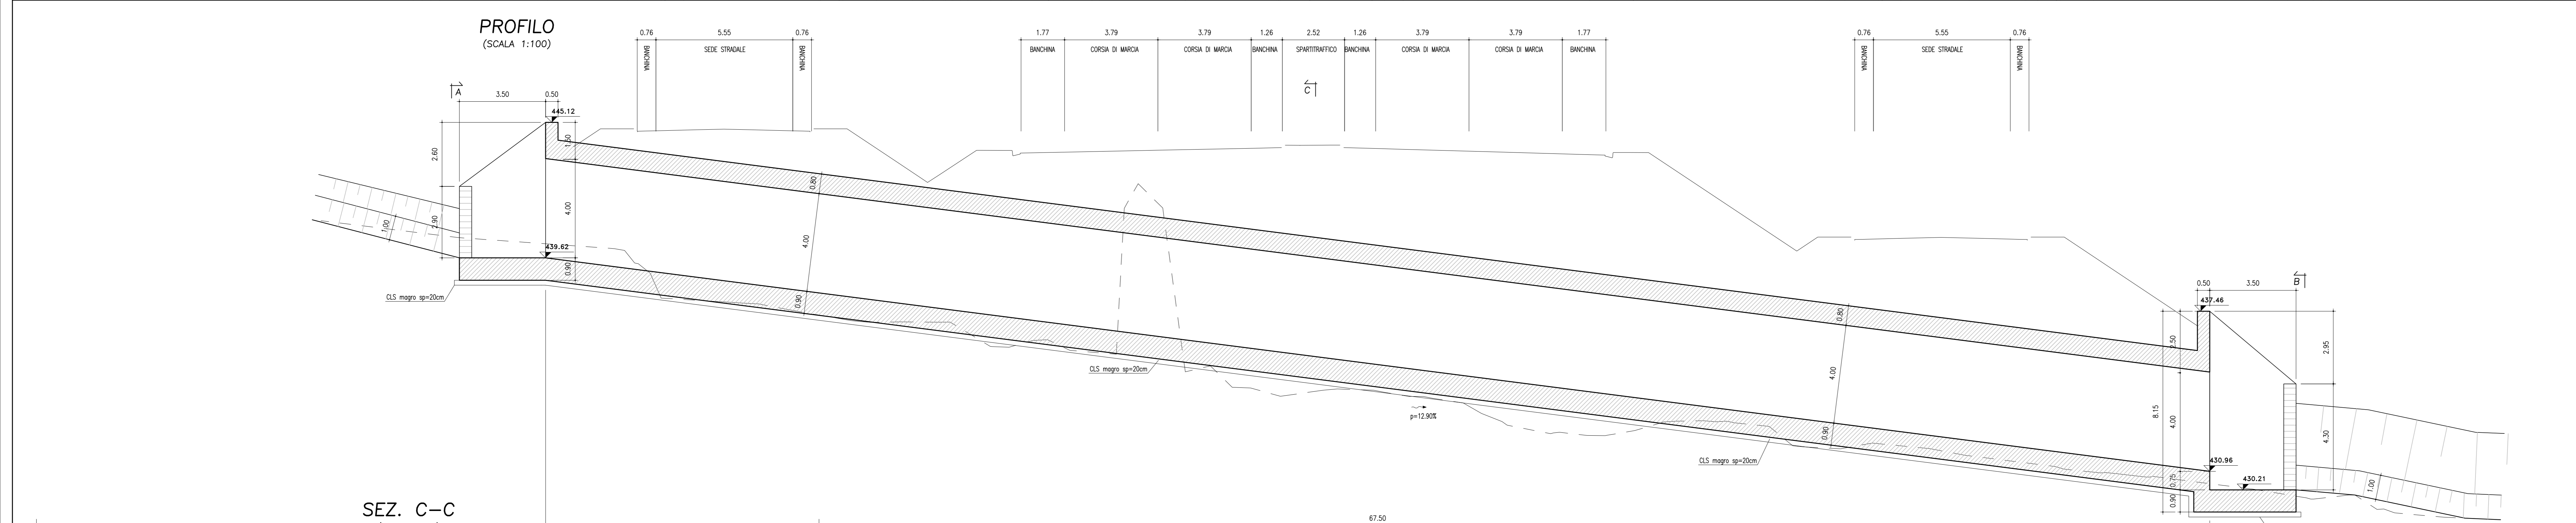 PROFILO
(SCALA 1:100)
0.76 5.55 0.76
BANCHINA SEDE STRADALE BANCHINA
1.77 3.79 3.79 1.26 2.52 1.26 3.79 3.79 1.77
BANCHINA CORSIA DI MARCIA CORSIA DI MARCIA BANCHINA SPARTITRAFFICO BANCHINA CORSIA DI MARCIA CORSIA DI MARCIA BANCHINA
0.76 5.55 0.76
BANCHINA SEDE STRADALE BANCHINA
A
C
3.50 0.50
445.12
2.60
1.50
2.90
1.00
4.00
439.62
0.90
CLS magro sp=20cm
0.80
4.00
0.90
CLS magro sp=20cm
p=12.90%
0.80
4.00
0.90
CLS magro sp=20cm
B
0.50 3.50
437.46
2.50
2.95
8.15
4.00
4.30
430.96
430.21
0.75
0.90
1.00
SEZ. C-C
67.50